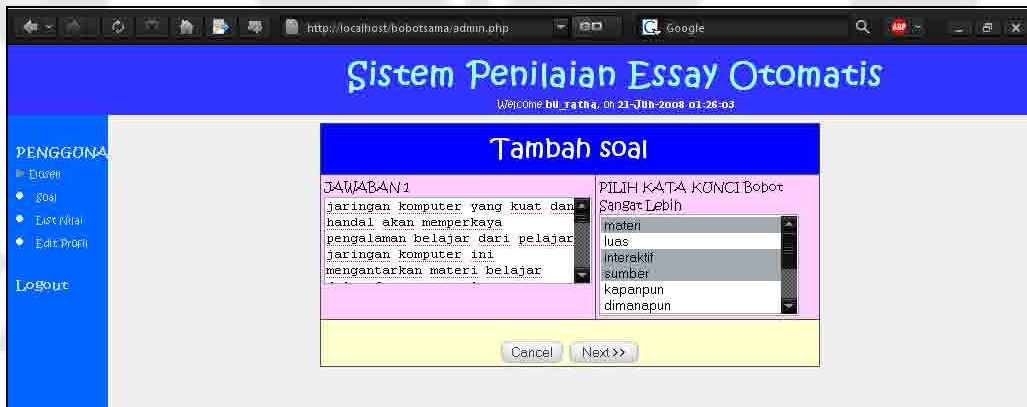 http://localhost/bobotsama/admin.php
GO
Google
ABP
Sistem Penilaian Essay Otomatis
Welcome bu_ratna, on 21-Jun-2008 01:26:03
PENGGUNA
Dosen
Soal
List Nilai
Edit Profil
Logout
Tambah soal
JAWABAN 1
jaringan komputer yang kuat dan
handal akan memperkaya
pengalaman belajar dari pelajar
jaringan komputer ini
mengantarkan materi belajar
PILIH KATA KUNCI Bobot
Sangat Lebih
materi
luas
interaktif
sumber
kapanpun
dimanapun
Cancel
Next >>